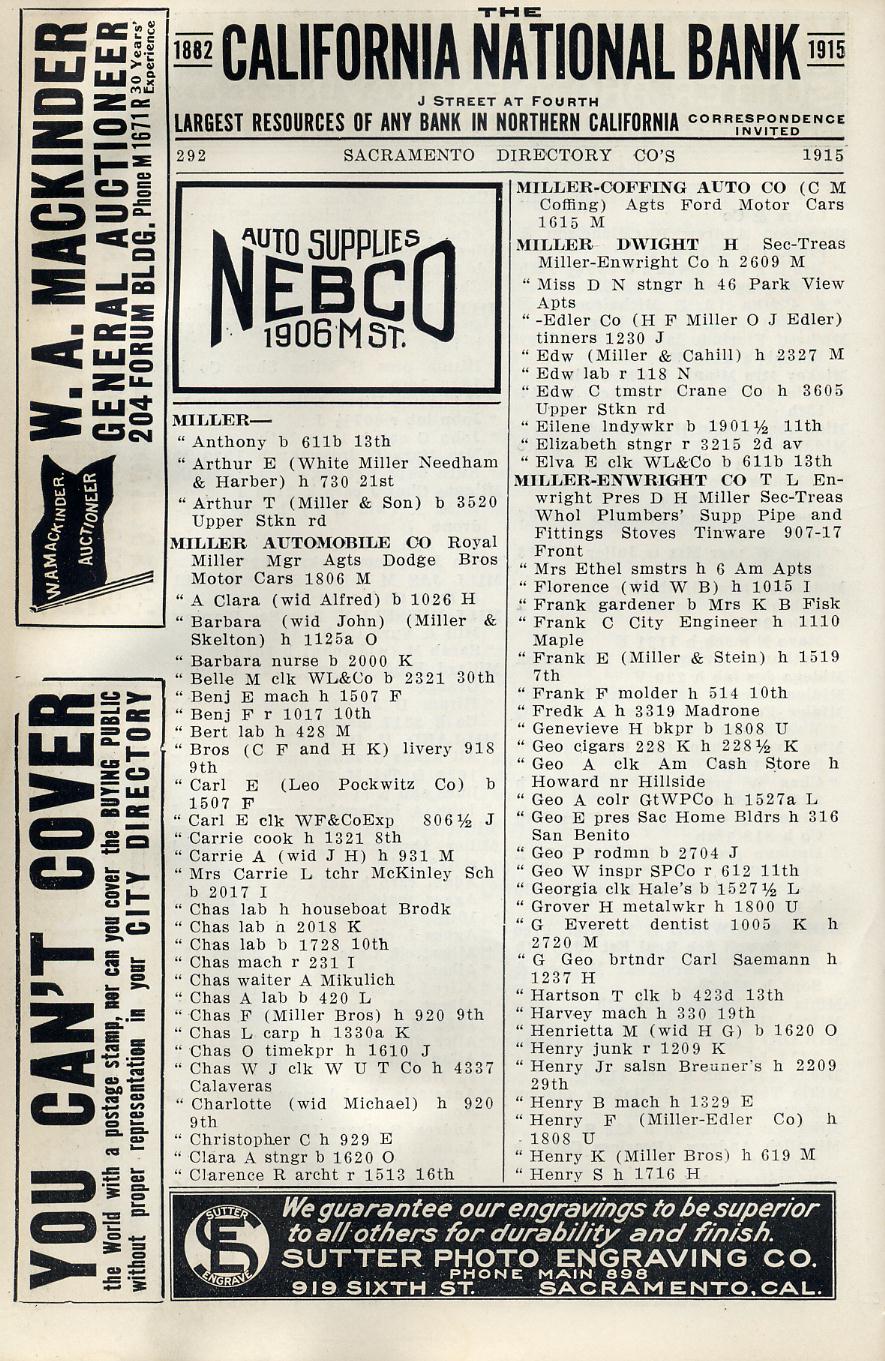 THE
1882 CALIFORNIA NATIONAL BANK 1915
J STREET AT FOURTH
LARGEST RESOURCES OF ANY BANK IN NORTHERN CALIFORNIA CORRESPONDENCE INVITED
292 SACRAMENTO DIRECTORY CO'S 1915
W. A. MACKINDER
GENERAL AUCTIONEER
204 FORUM BLDG. Phone M 1671R 30 Years' Experience
W.A.MACKINDER.
AUCTIONEER
YOU CAN'T COVER
the World with a postage stamp, nor can you cover the BUYING PUBLIC
without proper representation in your CITY DIRECTORY
AUTO SUPPLIES
NEBCO
1906 M ST.
MILLER—
“ Anthony b 611b 13th
“ Arthur E (White Miller Needham
& Harber) h 730 21st
“ Arthur T (Miller & Son) b 3520
Upper Stkn rd
MILLER AUTOMOBILE CO Royal
Miller Mgr Agts Dodge Bros
Motor Cars 1806 M
“ A Clara (wid Alfred) b 1026 H
“ Barbara (wid John) (Miller &
Skelton) h 1125a O
“ Barbara nurse b 2000 K
“ Belle M clk WL&Co b 2321 30th
“ Benj E mach h 1507 F
“ Benj F r 1017 10th
“ Bert lab h 428 M
“ Bros (C F and H K) livery 918
9th
“ Carl E (Leo Pockwitz Co) b
1507 F
“ Carl E clk WF&CoExp 806½ J
“ Carrie cook h 1321 8th
“ Carrie A (wid J H) h 931 M
“ Mrs Carrie L tchr McKinley Sch
b 2017 I
“ Chas lab h houseboat Brodk
“ Chas lab n 2018 K
“ Chas lab b 1728 10th
“ Chas mach r 231 I
“ Chas waiter A Mikulich
“ Chas A lab b 420 L
“ Chas F (Miller Bros) h 920 9th
“ Chas L carp h 1330a K
“ Chas O timekpr h 1610 J
“ Chas W J clk W U T Co h 4337
Calaveras
“ Charlotte (wid Michael) h 920
9th
“ Christopher C h 929 E
“ Clara A stngr b 1620 O
“ Clarence R archt r 1513 16th
MILLER-COFFING AUTO CO (C M
Coffing) Agts Ford Motor Cars
1615 M
MILLER DWIGHT H Sec-Treas
Miller-Enwright Co h 2609 M
“ Miss D N stngr h 46 Park View
Apts
“ -Edler Co (H F Miller O J Edler)
tinners 1230 J
“ Edw (Miller & Cahill) h 2327 M
“ Edw lab r 118 N
“ Edw C tmstr Crane Co h 3605
Upper Stkn rd
“ Eilene lndywkr b 1901½ 11th
“ Elizabeth stngr r 3215 2d av
“ Elva E clk WL&Co b 611b 13th
MILLER-ENWRIGHT CO T L En-
wright Pres D H Miller Sec-Treas
Whol Plumbers' Supp Pipe and
Fittings Stoves Tinware 907-17
Front
“ Mrs Ethel smstrs h 6 Am Apts
“ Florence (wid W B) h 1015 I
“ Frank gardener b Mrs K B Fisk
“ Frank C City Engineer h 1110
Maple
“ Frank E (Miller & Stein) h 1519
7th
“ Frank F molder h 514 10th
“ Fredk A h 3319 Madrone
“ Genevieve H bkpr b 1808 U
“ Geo cigars 228 K h 228½ K
“ Geo A clk Am Cash Store h
Howard nr Hillside
“ Geo A colr GtWPCo h 1527a L
“ Geo E pres Sac Home Bldrs h 316
San Benito
“ Geo P rodmn b 2704 J
“ Geo W inspr SPCo r 612 11th
“ Georgia clk Hale's b 1527½ L
“ Grover H metalwkr h 1800 U
“ G Everett dentist 1005 K h
2720 M
“ G Geo brtndr Carl Saemann h
1237 H
“ Hartson T clk b 423d 13th
“ Harvey mach h 330 19th
“ Henrietta M (wid H G) b 1620 O
“ Henry junk r 1209 K
“ Henry Jr salsn Breuner's h 2209
29th
“ Henry B mach h 1329 E
“ Henry F (Miller-Edler Co) h
1808 U
“ Henry K (Miller Bros) h 619 M
“ Henry S h 1716 H
SUTTER
ENGRAVE
We guarantee our engravings to be superior
to all others for durability and finish.
SUTTER PHOTO ENGRAVING CO.
PHONE MAIN 898
919 SIXTH ST. SACRAMENTO, CAL.